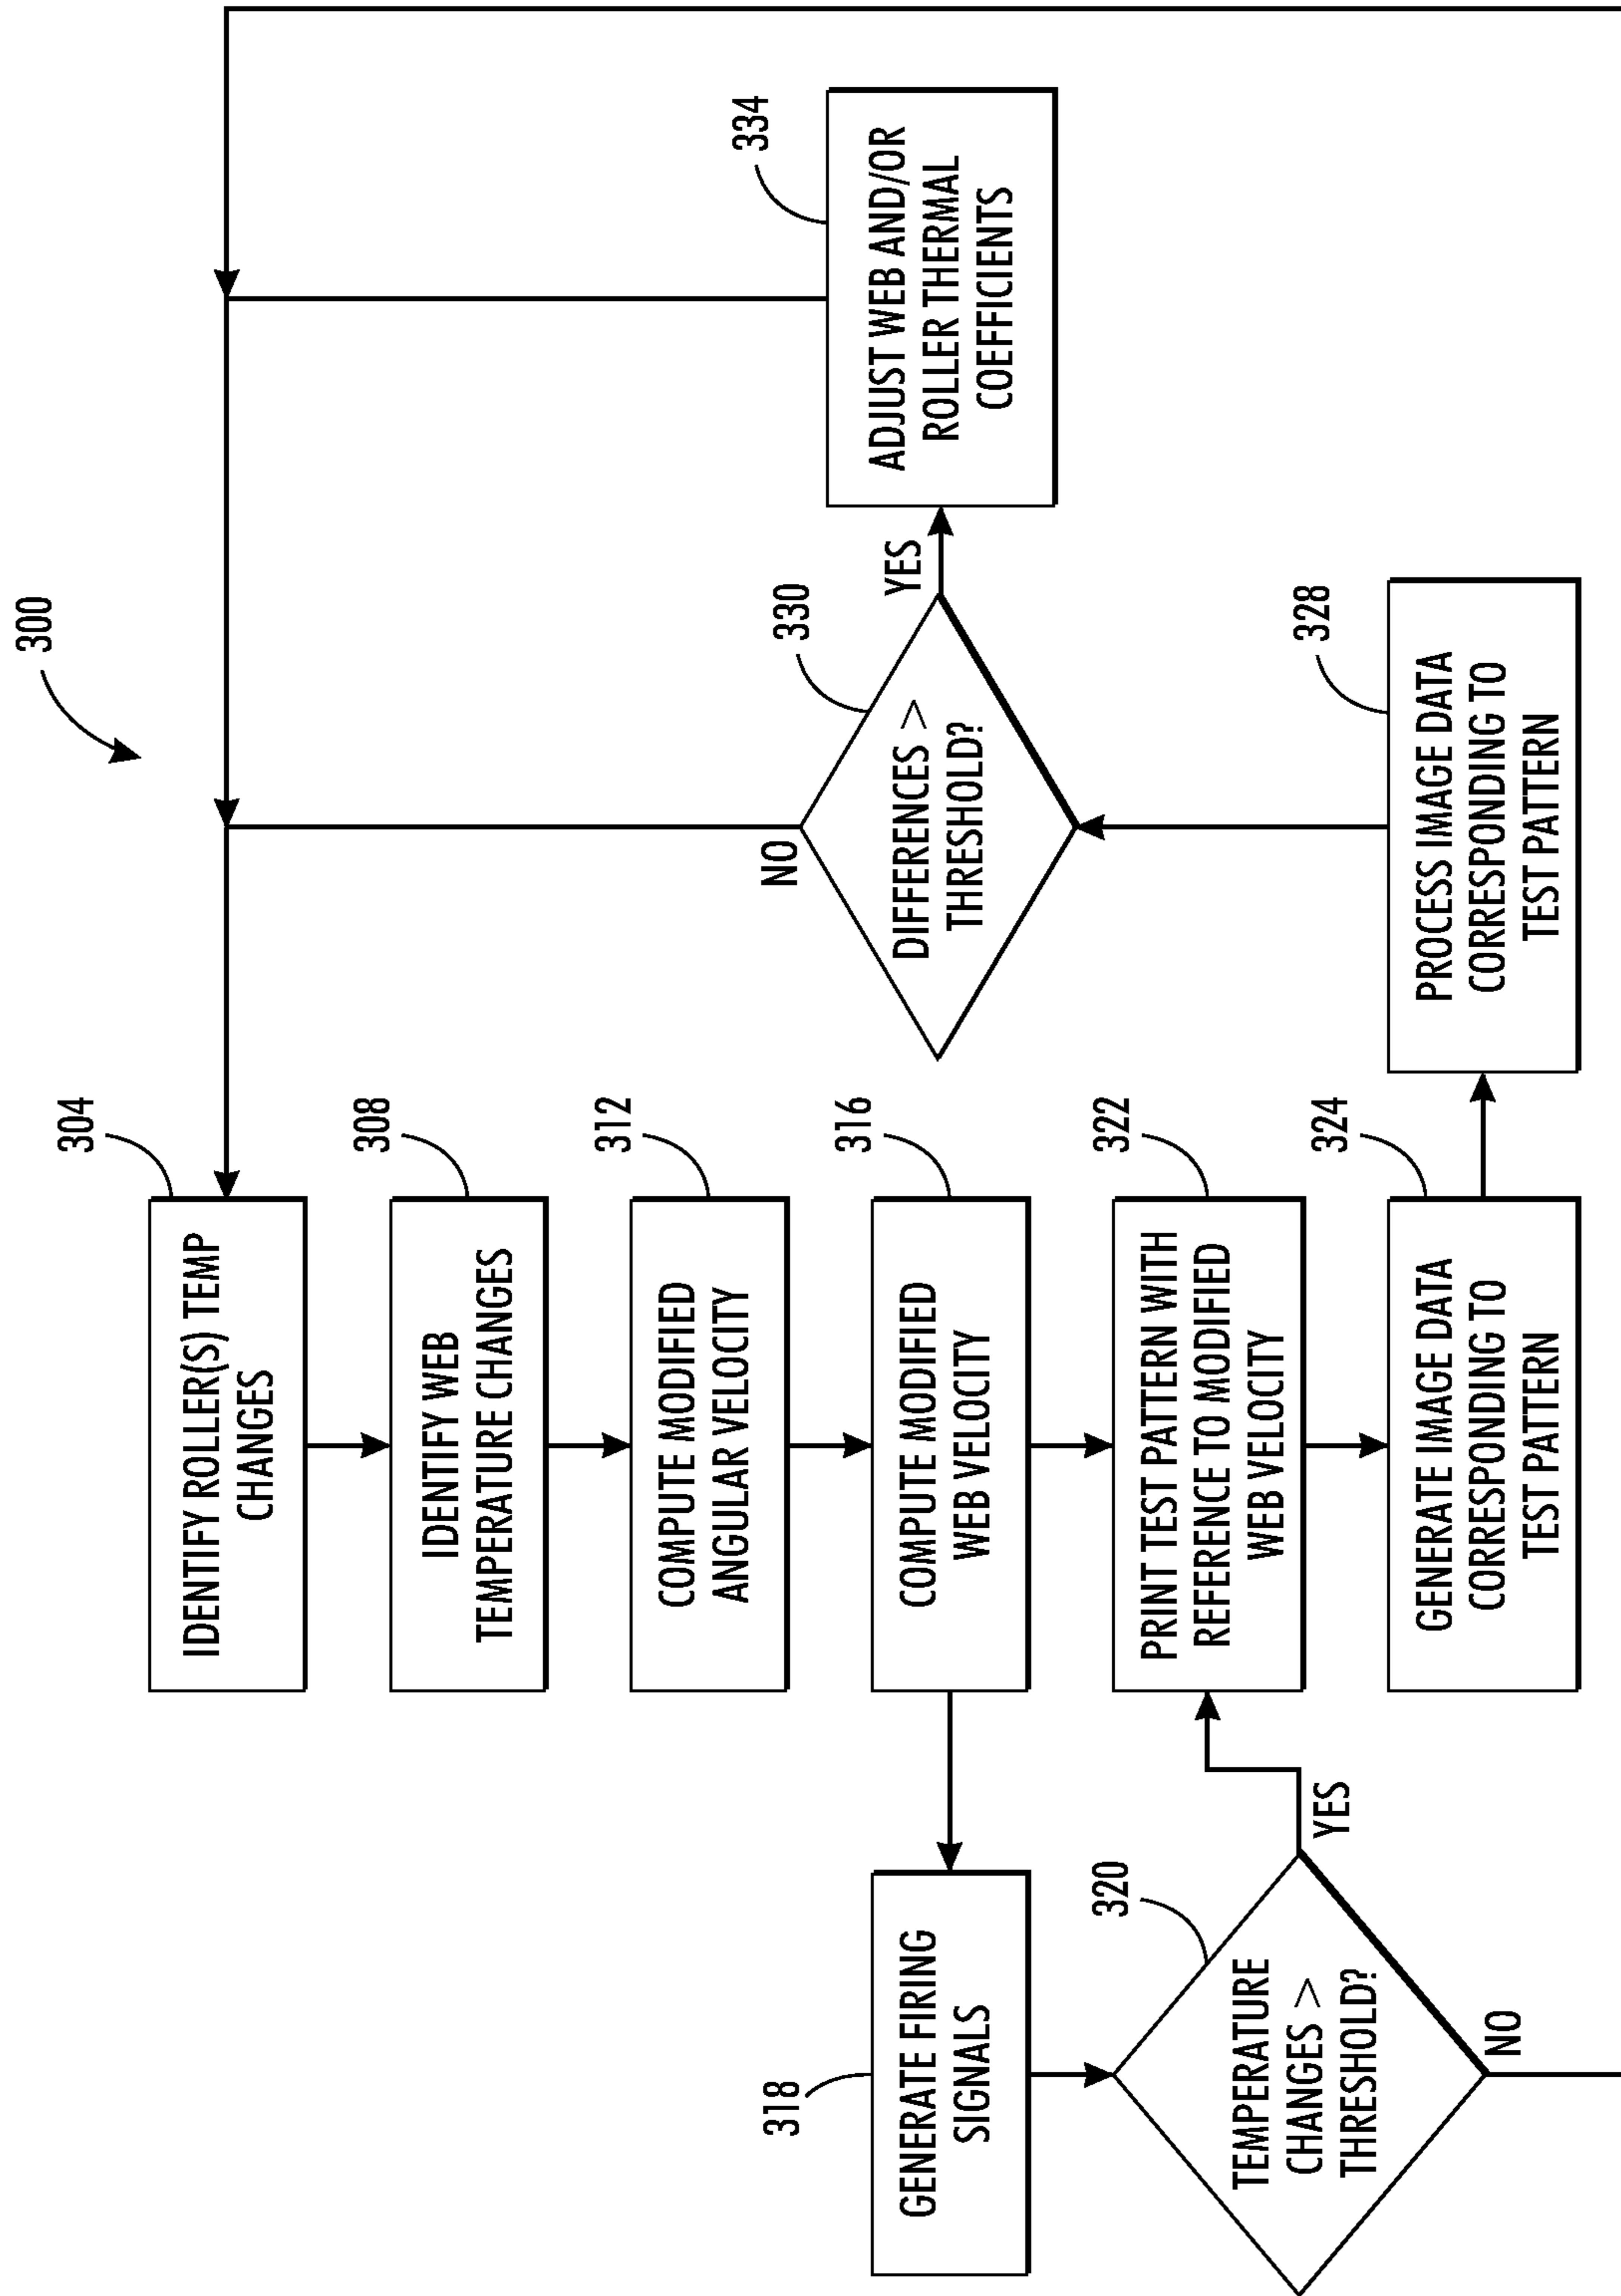 300
304
IDENTIFY ROLLER(S) TEMP
CHANGES
308
IDENTIFY WEB
TEMPERATURE CHANGES
312
COMPUTE MODIFIED
ANGULAR VELOCITY
316
COMPUTE MODIFIED
WEB VELOCITY
318
GENERATE FIRING
SIGNALS
320
TEMPERATURE
CHANGES >
THRESHOLD?
YES
NO
322
PRINT TEST PATTERN WITH
REFERENCE TO MODIFIED
WEB VELOCITY
324
GENERATE IMAGE DATA
CORRESPONDING TO
TEST PATTERN
328
PROCESS IMAGE DATA
CORRESPONDING TO
TEST PATTERN
330
DIFFERENCES >
THRESHOLD?
NO
YES
334
ADJUST WEB AND/OR
ROLLER THERMAL
COEFFICIENTS